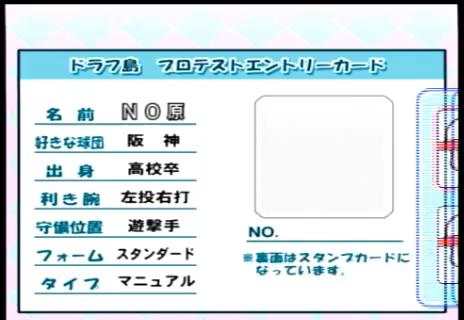 ドラフ島 プロテストエントリーカード
名前 NO原
好きな球団 阪神
出身 高校卒
利き腕 左投右打
守備位置 遊撃手
フォーム スタンダード
タイプ マニュアル
NO.
※裏面はスタンプカードに
なっています。